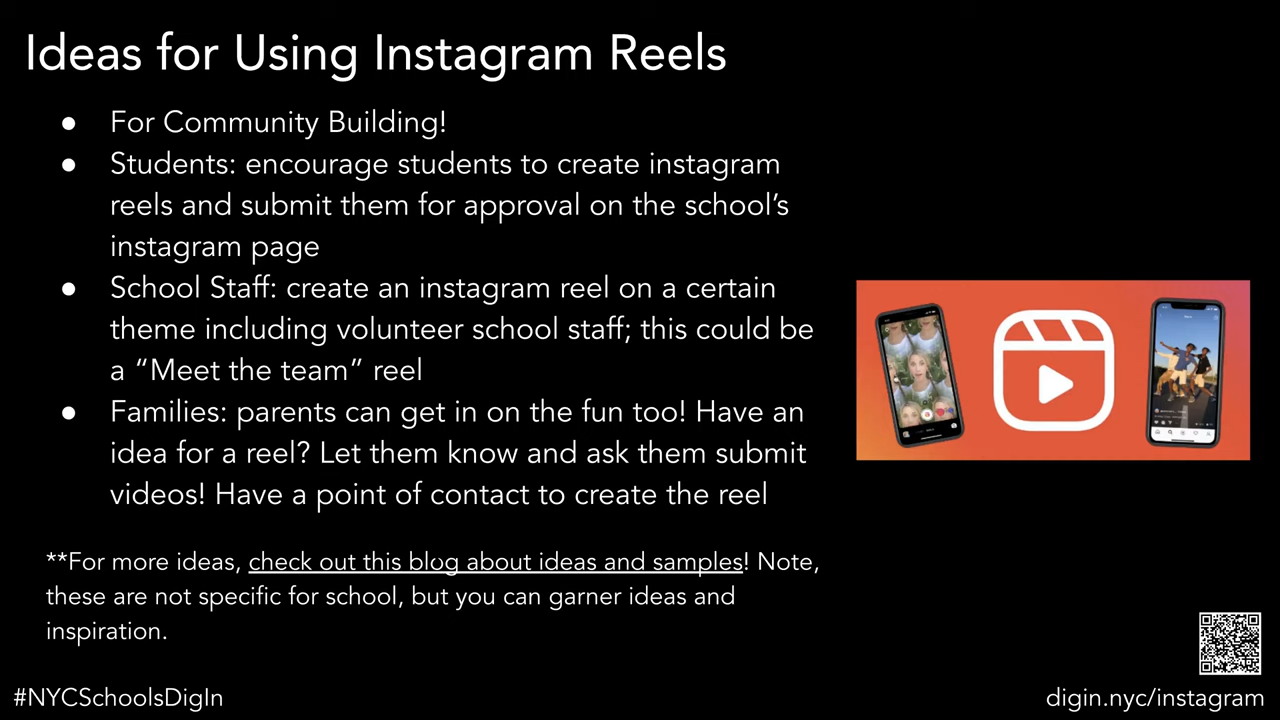 Ideas for Using Instagram Reels
● For Community Building!
● Students: encourage students to create instagram
reels and submit them for approval on the school’s
instagram page
● School Staff: create an instagram reel on a certain
theme including volunteer school staff; this could be
a “Meet the team” reel
● Families: parents can get in on the fun too! Have an
idea for a reel? Let them know and ask them submit
videos! Have a point of contact to create the reel
**For more ideas, check out this blog about ideas and samples! Note,
these are not specific for school, but you can garner ideas and
inspiration.
#NYCSchoolsDigIn
digin.nyc/instagram